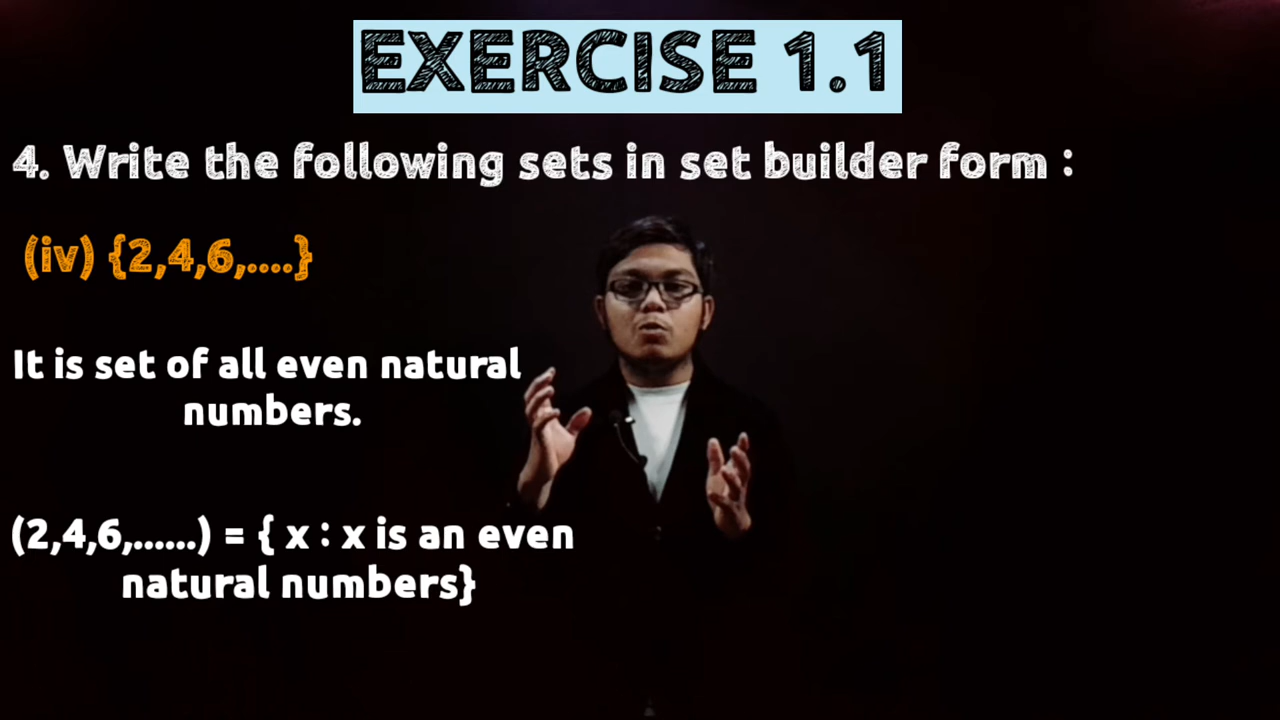 EXERCISE 1.1
4. Write the following sets in set builder form :
(iv) {2,4,6,....}
It is set of all even natural
numbers.
(2,4,6,......) = { x : x is an even
natural numbers}